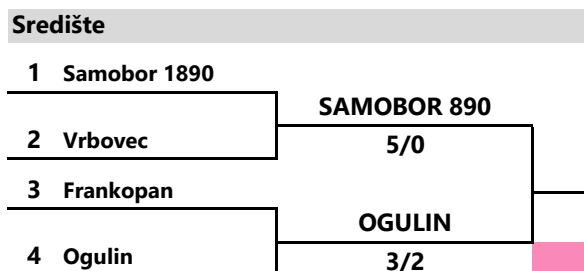 Središte
1 Samobor 1890
SAMOBOR 890
2 Vrbovec
5/0
3 Frankopan
OGULIN
4 Ogulin
3/2